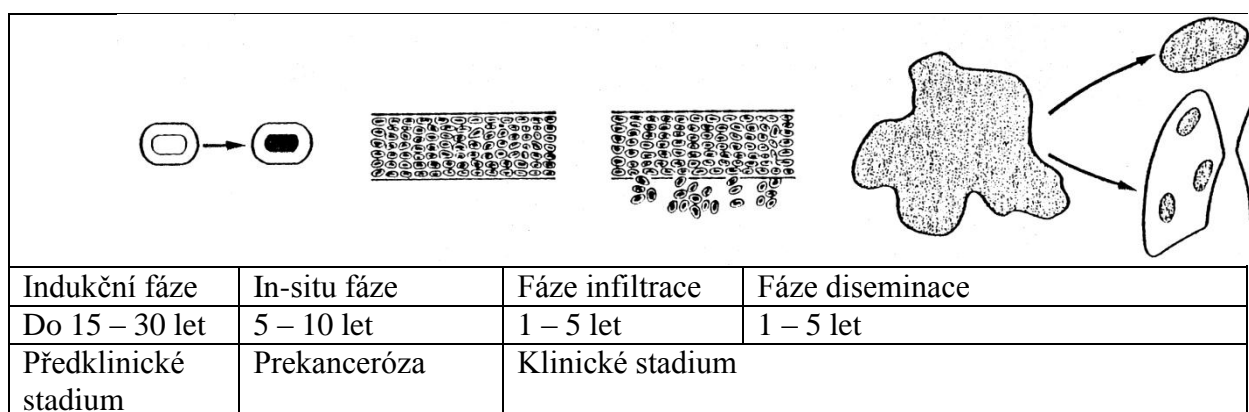 Indukční fáze
In-situ fáze
Fáze infiltrace
Fáze diseminace
Do 15 – 30 let
5 – 10 let
1 – 5 let
1 – 5 let
Předklinické
stadium
Prekanceróza
Klinické stadium